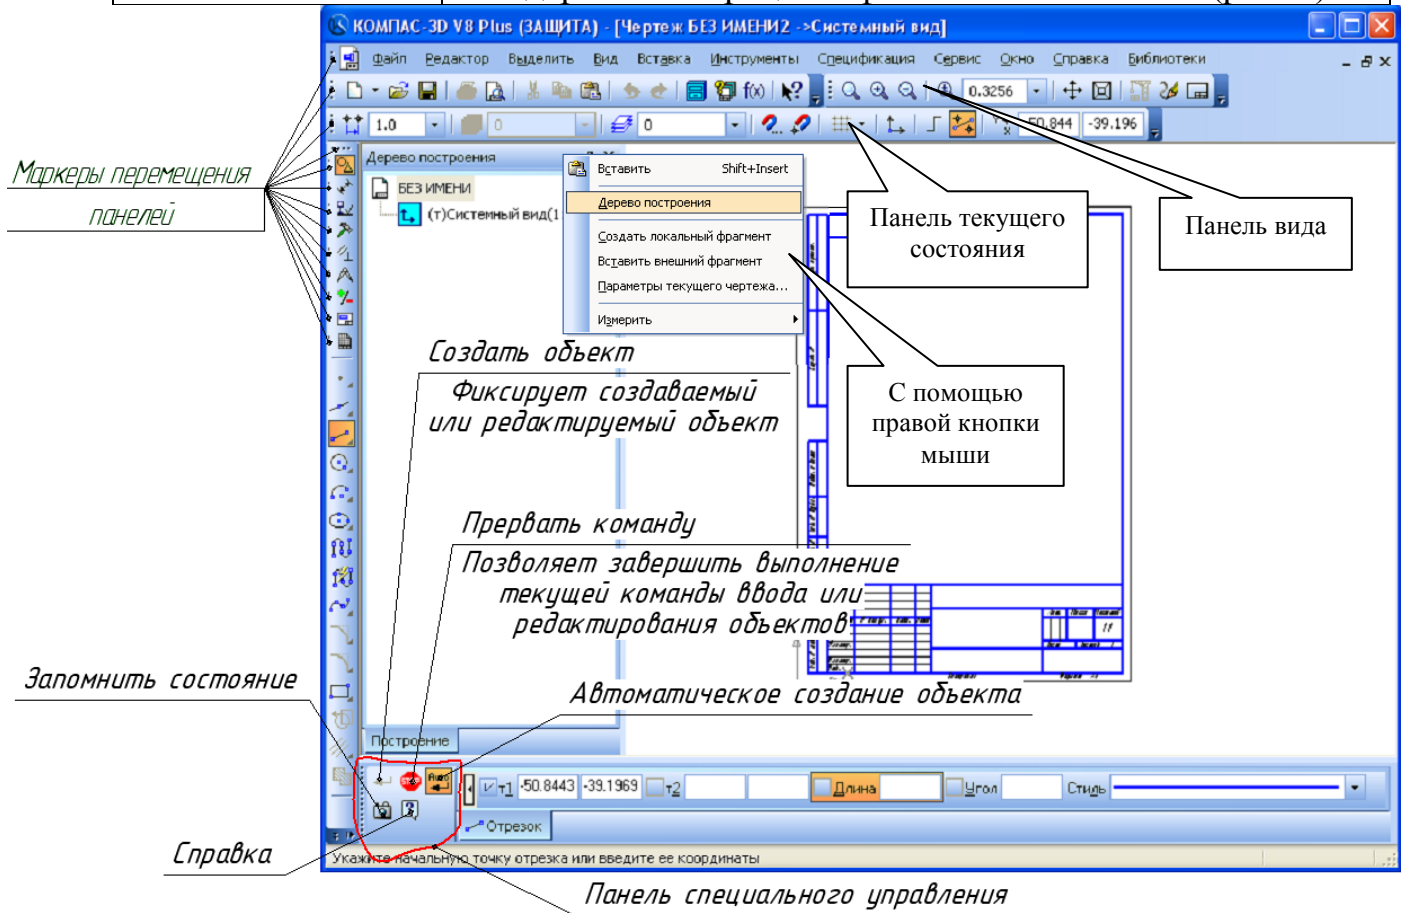 КОМПАС-3D V8 Plus (ЗАЩИТА) - [Чертеж БЕЗ ИМЕНИ2 ->Системный вид]
Файл Редактор Выделить Вид Вставка Инструменты Спецификация Сервис Окно Справка Библиотеки
f(x) 0.3256
1.0 0 0 -50.844 -39.196
Маркеры перемещения
панелей
Дерево построения
БЕЗ ИМЕНИ
(т)Системный вид(1
Вставить Shift+Insert
Дерево построения
Создать локальный фрагмент
Вставить внешний фрагмент
Параметры текущего чертежа...
Измерить
Панель текущего
состояния
Панель вида
С помощью
правой кнопки
мыши
Создать объект
Фиксирует создаваемый
или редактируемый объект
Прервать команду
Позволяет завершить выполнение
текущей команды ввода или
редактирования объектов
Запомнить состояние
Автоматическое создание объекта
Построение
Auto
т1 -50.8443 -39.1969 т2 Длина Угол Стиль
Отрезок
Справка
Укажите начальную точку отрезка или введите ее координаты
Панель специального управления